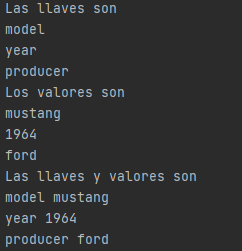 Las llaves son
model
year
producer
Los valores son
mustang
1964
ford
Las llaves y valores son
model mustang
year 1964
producer ford